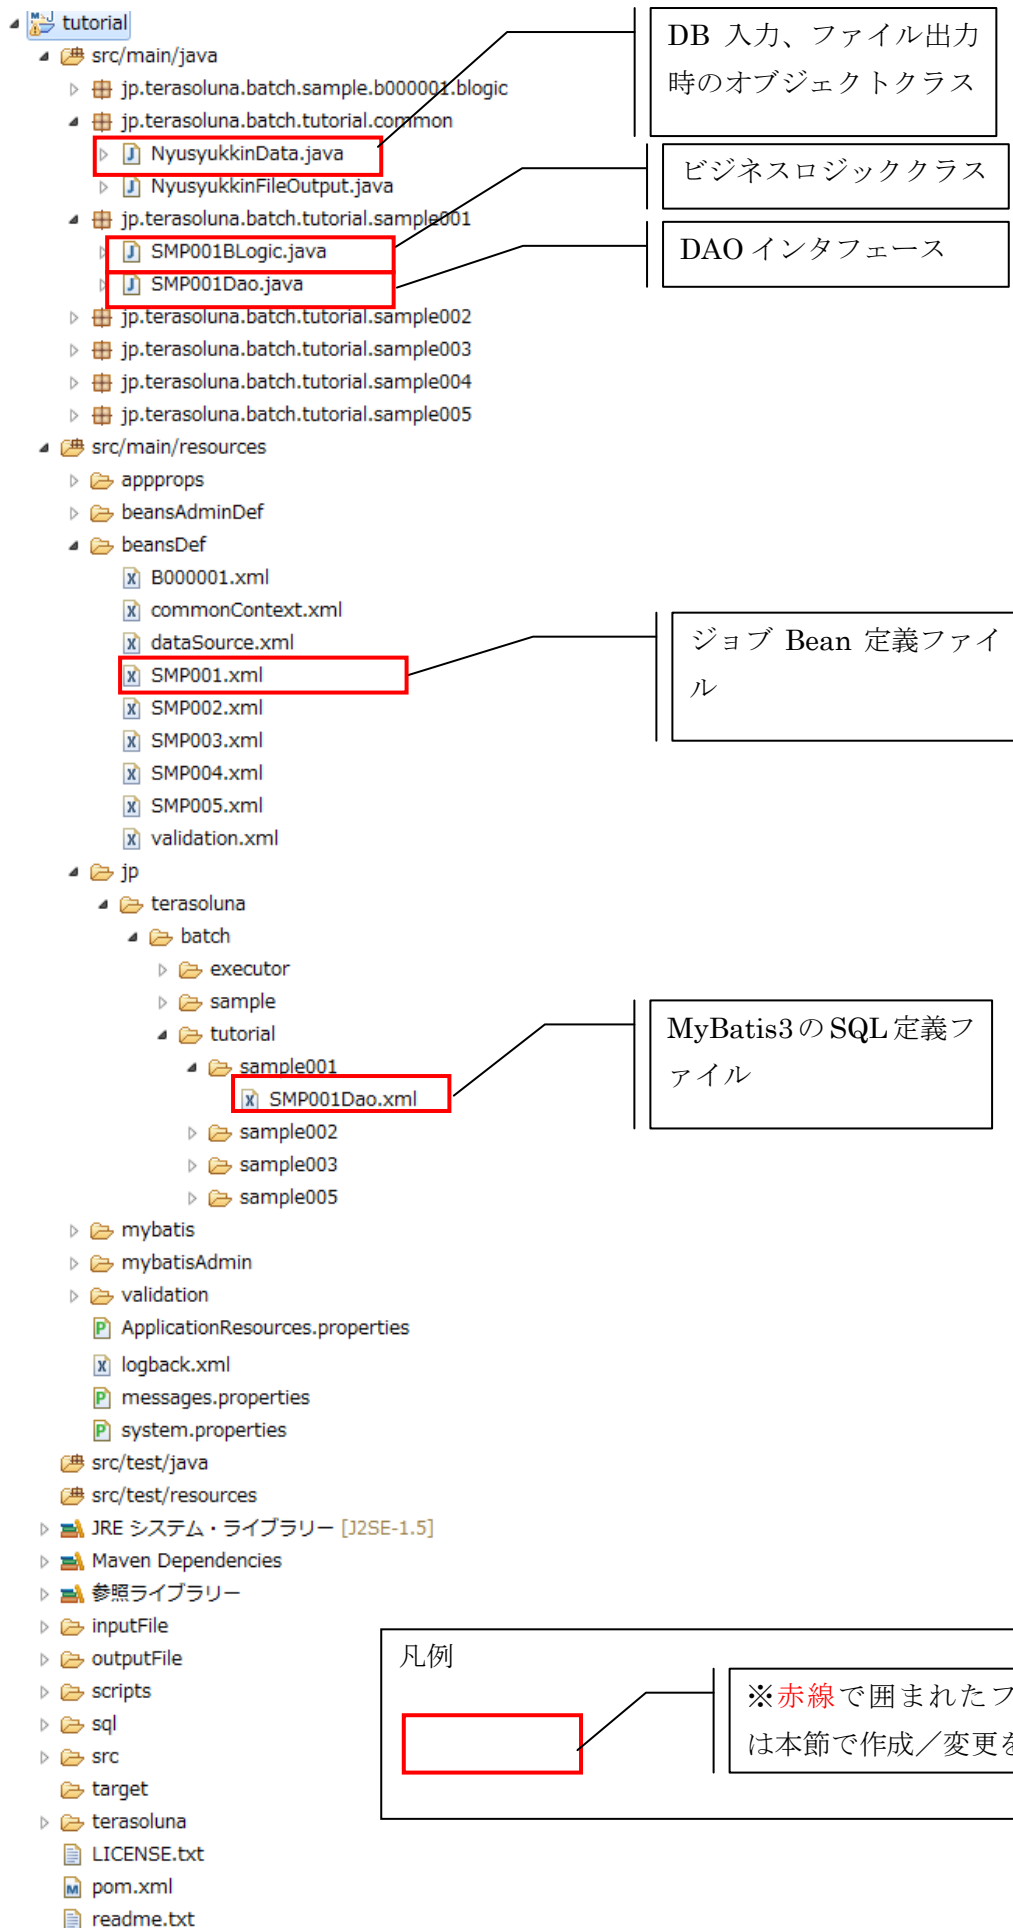 tutorial
src/main/java
jp.terasoluna.batch.sample.b000001.blogic
jp.terasoluna.batch.tutorial.common
NyusyukkinData.java
NyusyukkinFileOutput.java
jp.terasoluna.batch.tutorial.sample001
SMP001BLogic.java
SMP001Dao.java
jp.terasoluna.batch.tutorial.sample002
jp.terasoluna.batch.tutorial.sample003
jp.terasoluna.batch.tutorial.sample004
jp.terasoluna.batch.tutorial.sample005
DB 入力、ファイル出力
時のオブジェクトクラス
ビジネスロジッククラス
DAO インタフェース
src/main/resources
appprops
beansAdminDef
beansDef
B000001.xml
commonContext.xml
dataSource.xml
SMP001.xml
SMP002.xml
SMP003.xml
SMP004.xml
SMP005.xml
validation.xml
ジョブ Bean 定義ファイ
ル
jp
terasoluna
batch
executor
sample
tutorial
sample001
SMP001Dao.xml
sample002
sample003
sample005
MyBatis3 の SQL 定義フ
ァイル
mybatis
mybatisAdmin
validation
ApplicationResources.properties
logback.xml
messages.properties
system.properties
src/test/java
src/test/resources
JRE システム・ライブラリー [J2SE-1.5]
Maven Dependencies
参照ライブラリー
inputFile
outputFile
scripts
sql
src
target
terasoluna
LICENSE.txt
pom.xml
readme.txt
凡例
※赤線で囲まれたフ
は本節で作成／変更を